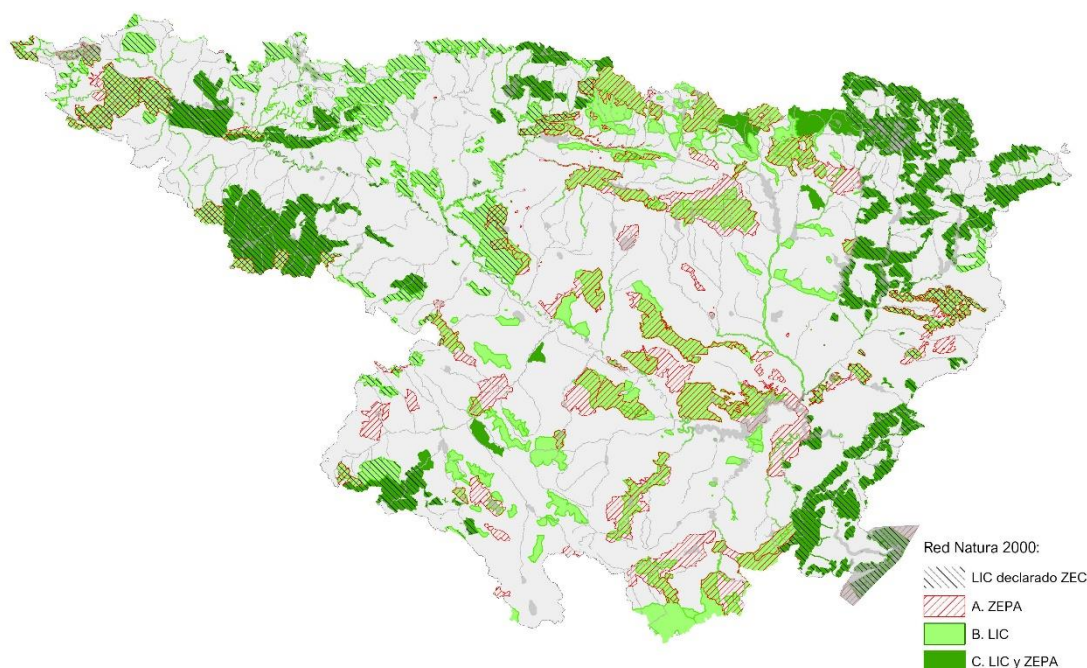 Red Natura 2000:
LIC declarado ZEC
A. ZEPA
B. LIC
C. LIC y ZEPA